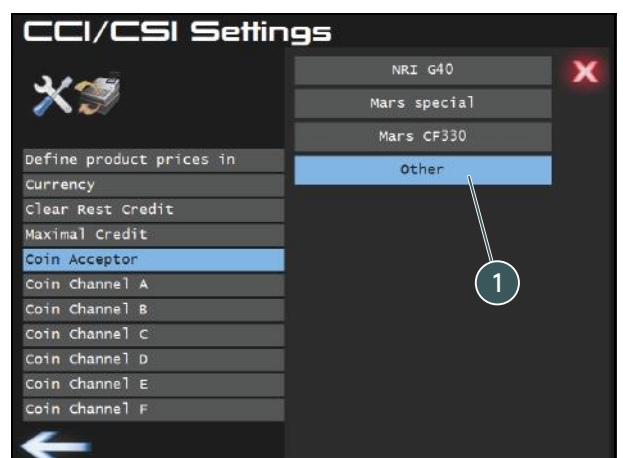 CCI/CSI Settings
NRI G40
Mars special
Mars CF330
Other
1
Define product prices in
Currency
Clear Rest Credit
Maximal Credit
Coin Acceptor
Coin Channel A
Coin Channel B
Coin Channel C
Coin Channel D
Coin Channel E
Coin Channel F